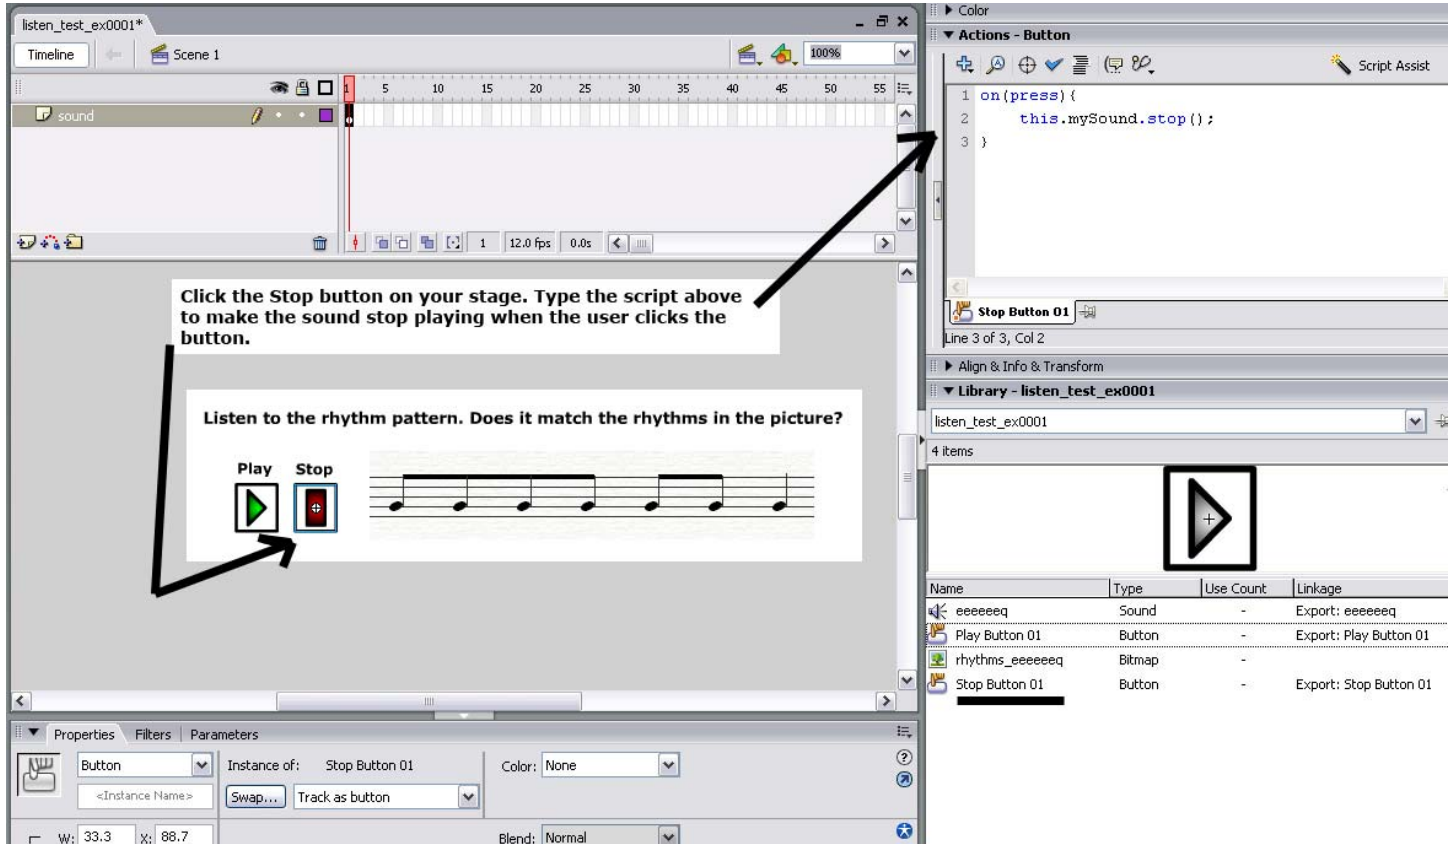 listen_test_ex0001*
Timeline
Scene 1
100%
1 5 10 15 20 25 30 35 40 45 50 55
sound
1 12.0 fps 0.0s
Click the Stop button on your stage. Type the script above
to make the sound stop playing when the user clicks the
button.
Listen to the rhythm pattern. Does it match the rhythms in the picture?
Play Stop
Properties Filters Parameters
Button
Instance of: Stop Button 01
Color: None
<Instance Name>
Swap... Track as button
W: 33.3 X: 88.7
Blend: Normal
Color
Actions - Button
Script Assist
1 on(press){
2 this.mySound.stop();
3 }
Stop Button 01
Line 3 of 3, Col 2
Align & Info & Transform
Library - listen_test_ex0001
listen_test_ex0001
4 items
Name Type Use Count Linkage
eeeeeeq Sound - Export: eeeeeeq
Play Button 01 Button - Export: Play Button 01
rhythms_eeeeeeq Bitmap -
Stop Button 01 Button - Export: Stop Button 01